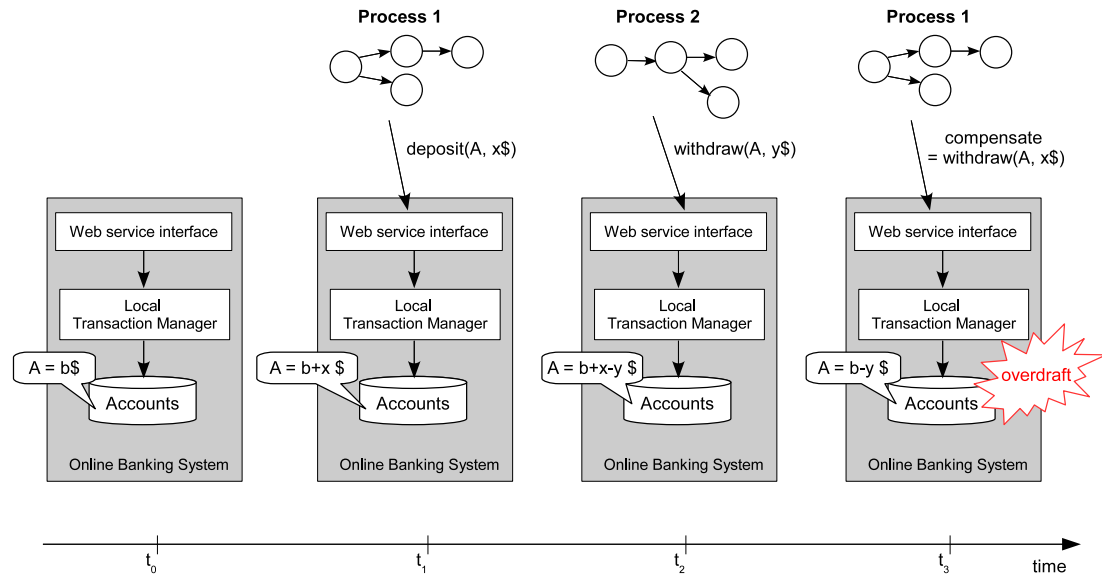 Process 1
Process 2
Process 1
deposit(A, x$)
withdraw(A, y$)
compensate
= withdraw(A, x$)
Web service interface
Web service interface
Web service interface
Web service interface
Local
Transaction Manager
Local
Transaction Manager
Local
Transaction Manager
Local
Transaction Manager
A = b$
A = b+x $
A = b+x-y $
A = b-y $
overdraft
Accounts
Accounts
Accounts
Accounts
Online Banking System
Online Banking System
Online Banking System
Online Banking System
t0
t1
t2
t3
time